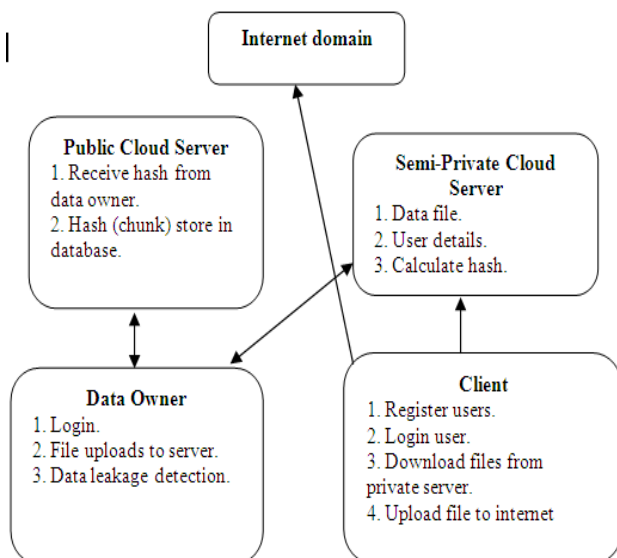 Internet domain
Public Cloud Server
1. Receive hash from
data owner.
2. Hash (chunk) store in
database.
Semi-Private Cloud
Server
1. Data file.
2. User details.
3. Calculate hash.
Data Owner
1. Login.
2. File uploads to server.
3. Data leakage detection.
Client
1. Register users.
2. Login user.
3. Download files from
private server.
4. Upload file to internet